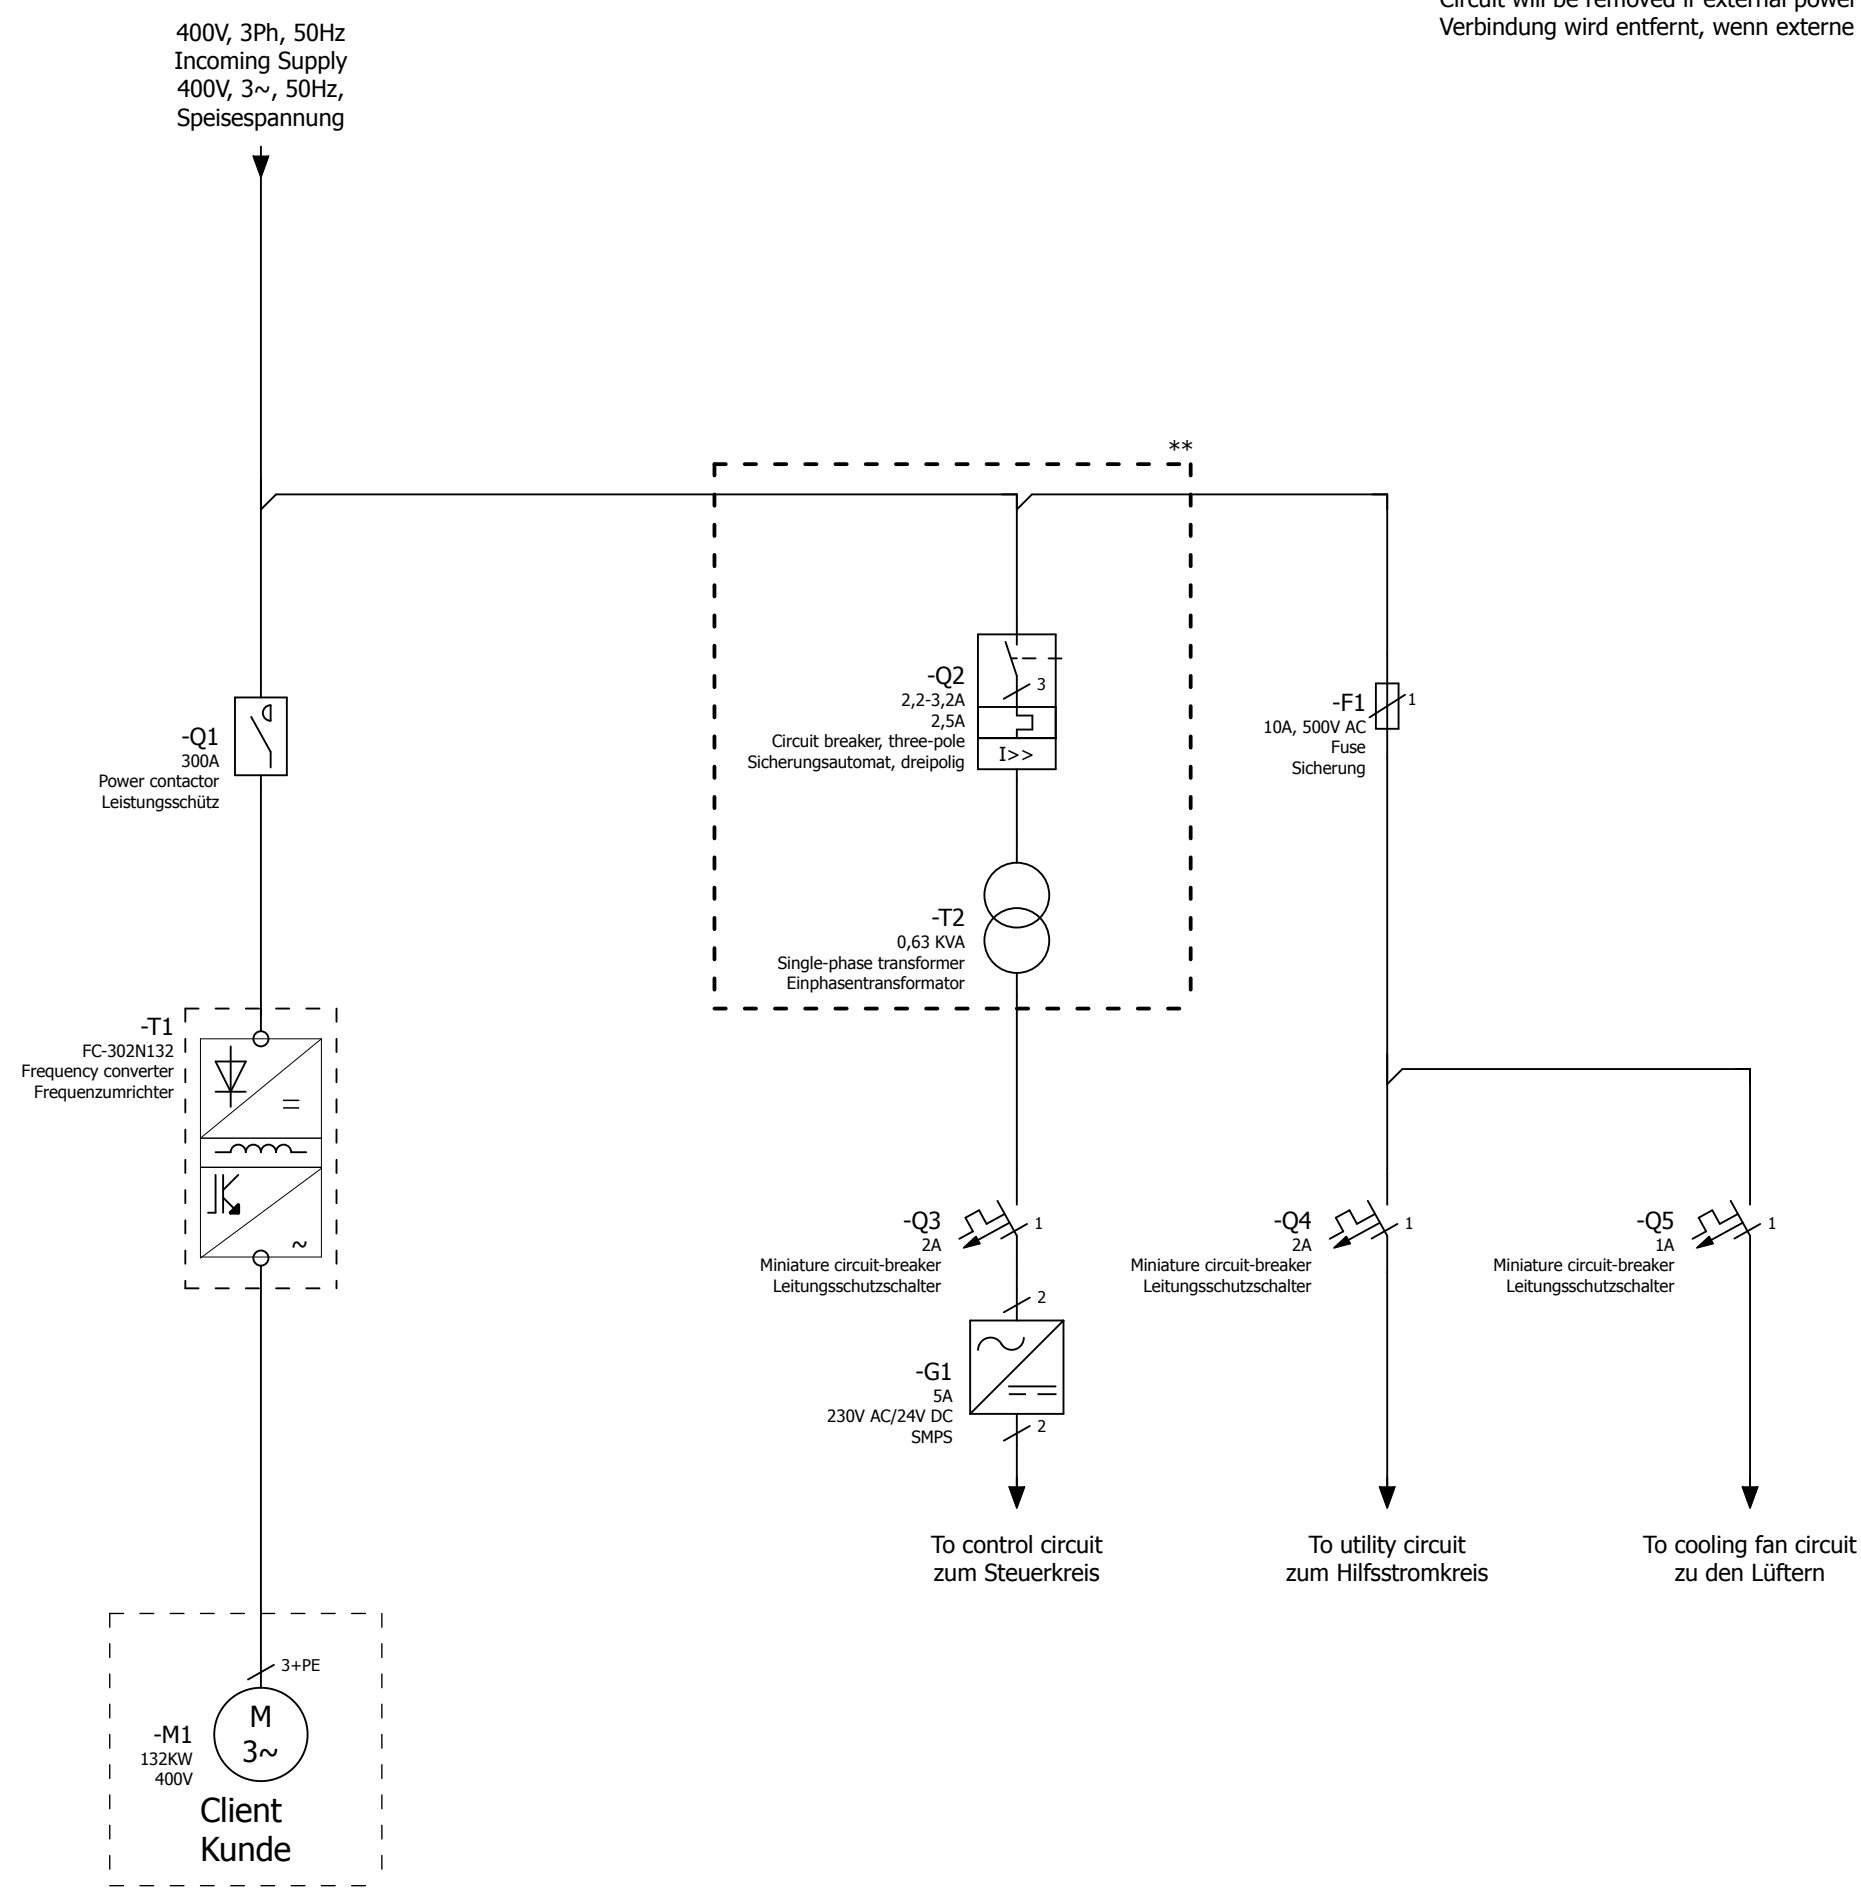 Circuit will be removed if external power
Verbindung wird entfernt, wenn externe
400V, 3Ph, 50Hz
Incoming Supply
400V, 3~, 50Hz,
Speisespannung
**
-Q1
300A
Power contactor
Leistungsschütz
-Q2
2,2-3,2A
2,5A
Circuit breaker, three-pole
Sicherungsautomat, dreipolig
3
I>>
-F1
10A, 500V AC
Fuse
Sicherung
1
-T2
0,63 KVA
Single-phase transformer
Einphasentransformator
-T1
FC-302N132
Frequency converter
Frequenzumrichter
=
~
-Q3
2A
Miniature circuit-breaker
Leitungsschutzschalter
1
2
-Q4
2A
Miniature circuit-breaker
Leitungsschutzschalter
1
-Q5
1A
Miniature circuit-breaker
Leitungsschutzschalter
1
-G1
5A
230V AC/24V DC
SMPS
2
To control circuit
zum Steuerkreis
To utility circuit
zum Hilfsstromkreis
To cooling fan circuit
zu den Lüftern
3+PE
-M1
132KW
400V
M
3~
Client
Kunde